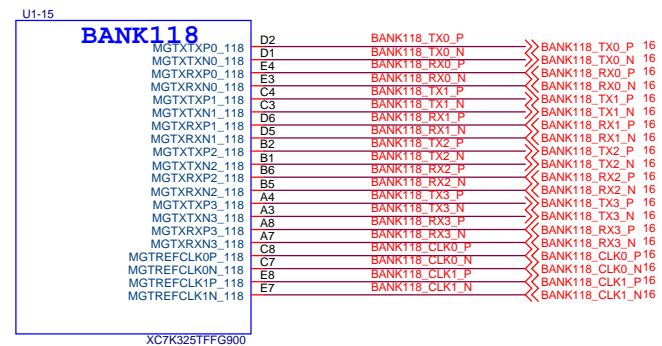 U1-15
BANK118
MGTXTXP0_118 D2 BANK118_TX0_P BANK118_TX0_P 16
MGTXTXN0_118 D1 BANK118_TX0_N BANK118_TX0_N 16
MGTXRXP0_118 E4 BANK118_RX0_P BANK118_RX0_P 16
MGTXRXN0_118 E3 BANK118_RX0_N BANK118_RX0_N 16
MGTXTXP1_118 C4 BANK118_TX1_P BANK118_TX1_P 16
MGTXTXN1_118 C3 BANK118_TX1_N BANK118_TX1_N 16
MGTXRXP1_118 D6 BANK118_RX1_P BANK118_RX1_P 16
MGTXRXN1_118 D5 BANK118_RX1_N BANK118_RX1_N 16
MGTXTXP2_118 B2 BANK118_TX2_P BANK118_TX2_P 16
MGTXTXN2_118 B1 BANK118_TX2_N BANK118_TX2_N 16
MGTXRXP2_118 B6 BANK118_RX2_P BANK118_RX2_P 16
MGTXRXN2_118 B5 BANK118_RX2_N BANK118_RX2_N 16
MGTXTXP3_118 A4 BANK118_TX3_P BANK118_TX3_P 16
MGTXTXN3_118 A3 BANK118_TX3_N BANK118_TX3_N 16
MGTXRXP3_118 A8 BANK118_RX3_P BANK118_RX3_P 16
MGTXRXN3_118 A7 BANK118_RX3_N BANK118_RX3_N 16
MGTREFCLK0P_118 C8 BANK118_CLK0_P BANK118_CLK0_P 16
MGTREFCLK0N_118 C7 BANK118_CLK0_N BANK118_CLK0_N 16
MGTREFCLK1P_118 E8 BANK118_CLK1_P BANK118_CLK1_P 16
MGTREFCLK1N_118 E7 BANK118_CLK1_N BANK118_CLK1_N 16
XC7K325TFFG900